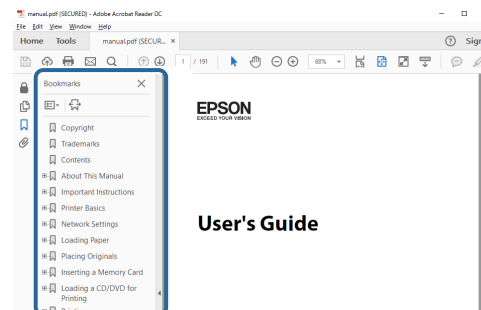 manual.pdf (SECURED) - Adobe Acrobat Reader DC
File Edit View Window Help
Home Tools manual.pdf (SECUR... ×
1 / 191 68%
Bookmarks
EPSON
EXCEED YOUR VISION
Copyright
Trademarks
Contents
About This Manual
Important Instructions
Printer Basics
Network Settings
User's Guide
Loading Paper
Placing Originals
Inserting a Memory Card
Loading a CD/DVD for
Printing